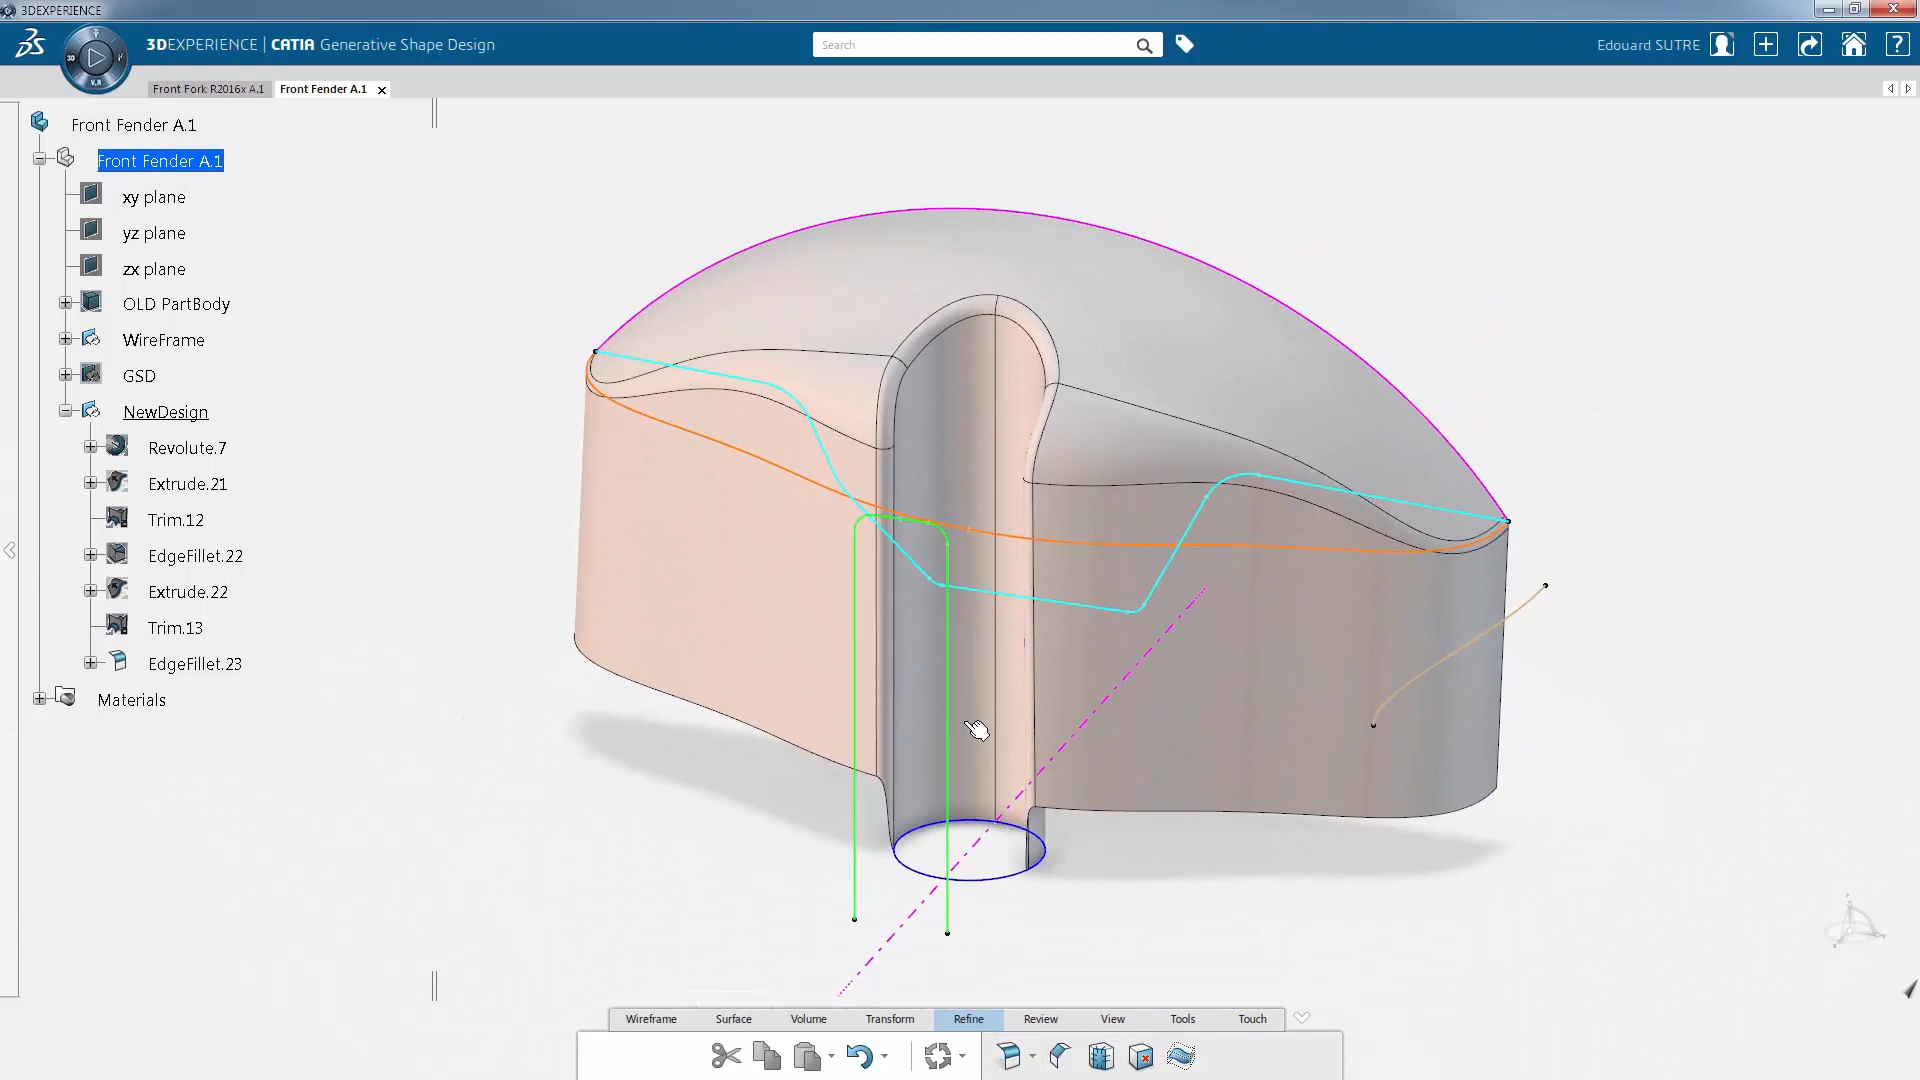 3DEXPERIENCE
3DEXPERIENCE | CATIA Generative Shape Design
Search
Edouard SUTRE
3D
V.R
Front Fork R2016x A.1
Front Fender A.1
Front Fender A.1
Front Fender A.1
xy plane
yz plane
zx plane
OLD PartBody
WireFrame
GSD
NewDesign
Revolute.7
Extrude.21
Trim.12
EdgeFillet.22
Extrude.22
Trim.13
EdgeFillet.23
Materials
Wireframe
Surface
Volume
Transform
Refine
Review
View
Tools
Touch